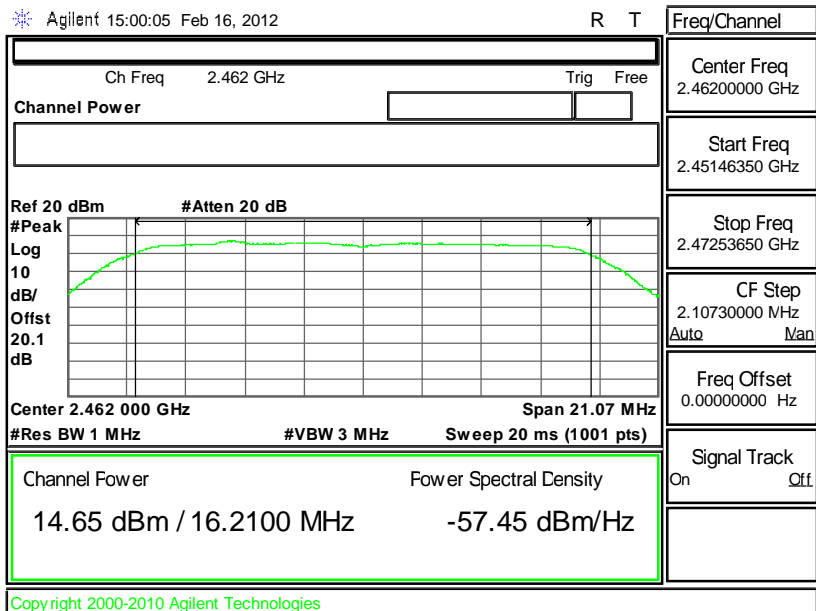 Agilent 15:00:05 Feb 16, 2012 R T
Freq/Channel
Ch Freq 2.462 GHz Trig Free
Channel Power
Center Freq
2.46200000 GHz
Start Freq
2.45146350 GHz
Stop Freq
2.47253650 GHz
CF Step
2.10730000 MHz
Auto Man
Freq Offset
0.00000000 Hz
Signal Track
On Off
Ref 20 dBm #Atten 20 dB
#Peak
Log
10
dB/
Offst
20.1
dB
Center 2.462 000 GHz Span 21.07 MHz
#Res BW 1 MHz #VBW 3 MHz Sweep 20 ms (1001 pts)
Channel Power Power Spectral Density
14.65 dBm / 16.2100 MHz -57.45 dBm/Hz
Copyright 2000-2010 Agilent Technologies